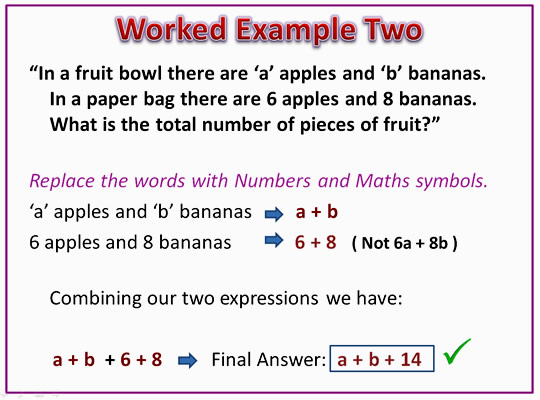 Worked Example Two
“In a fruit bowl there are ‘a’ apples and ‘b’ bananas.
In a paper bag there are 6 apples and 8 bananas.
What is the total number of pieces of fruit?”
Replace the words with Numbers and Maths symbols.
‘a’ apples and ‘b’ bananas a + b
6 apples and 8 bananas 6 + 8 ( Not 6a + 8b )
Combining our two expressions we have:
a + b + 6 + 8 Final Answer: a + b + 14